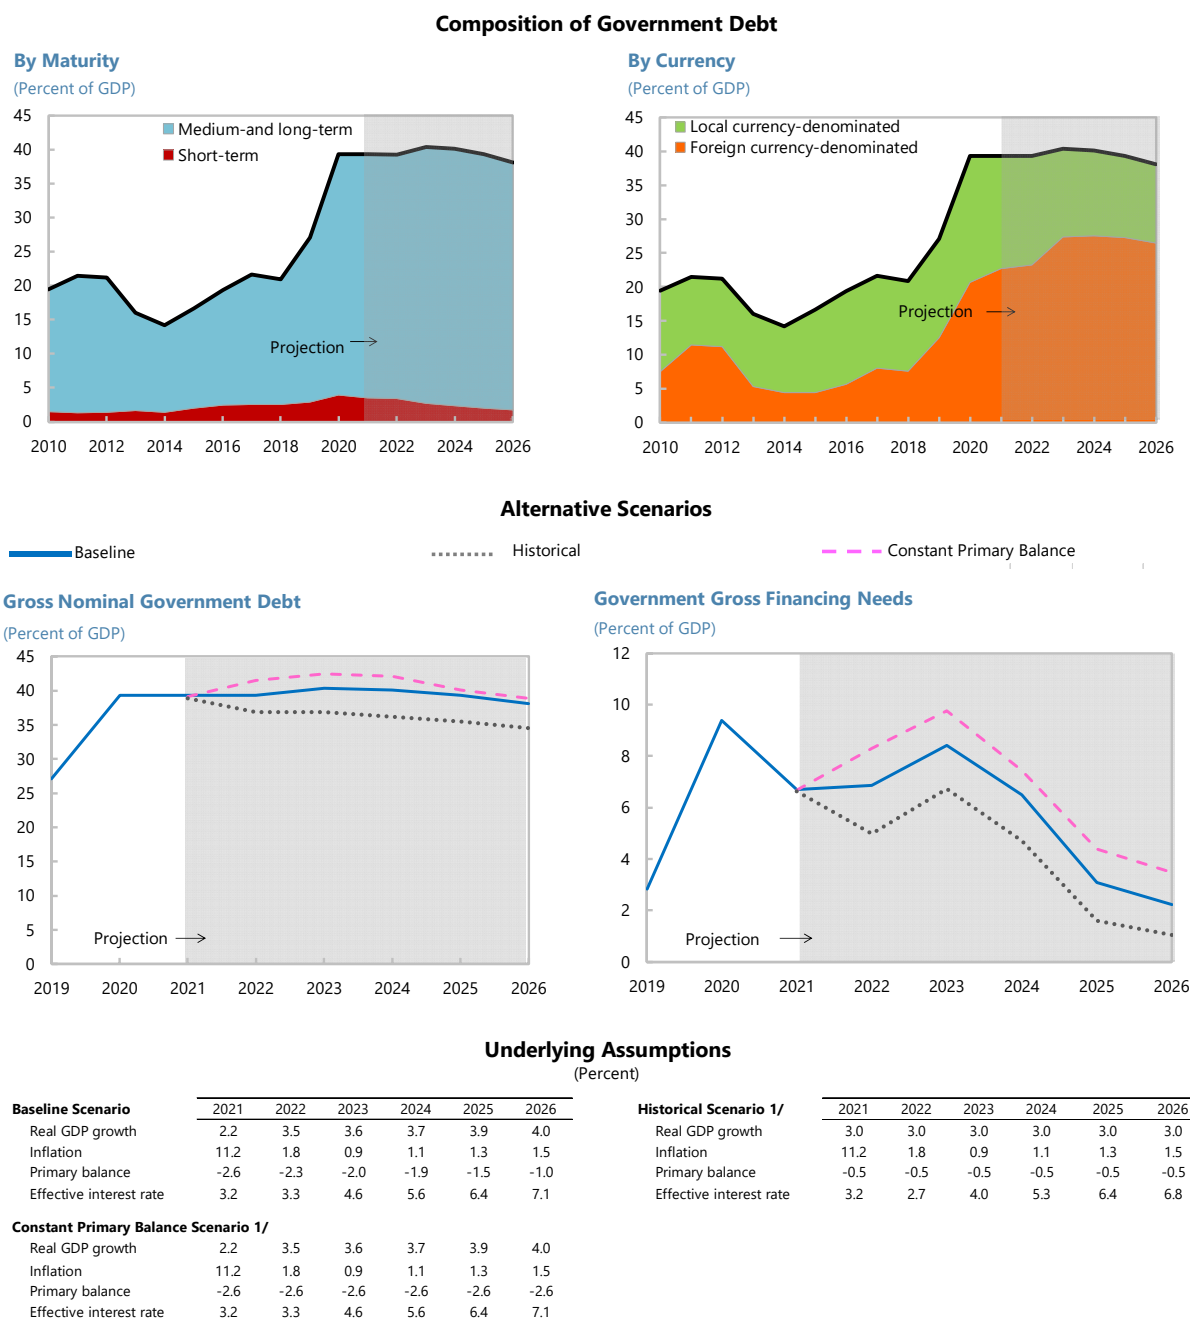 Composition of Government Debt
By Maturity
(Percent of GDP)
45
40
35
30
25
20
15
10
5
0
Medium-and long-term
Short-term
Projection
2010 2012 2014 2016 2018 2020 2022 2024 2026
By Currency
(Percent of GDP)
45
40
35
30
25
20
15
10
5
0
Local currency-denominated
Foreign currency-denominated
Projection
2010 2012 2014 2016 2018 2020 2022 2024 2026
Alternative Scenarios
Baseline
Historical
Constant Primary Balance
Gross Nominal Government Debt
(Percent of GDP)
45
40
35
30
25
20
15
10
5
0
Projection
2019 2020 2021 2022 2023 2024 2025 2026
Government Gross Financing Needs
(Percent of GDP)
12
10
8
6
4
2
0
Projection
2019 2020 2021 2022 2023 2024 2025 2026
Underlying Assumptions
(Percent)
Baseline Scenario 2021 2022 2023 2024 2025 2026
Real GDP growth 2.2 3.5 3.6 3.7 3.9 4.0
Inflation 11.2 1.8 0.9 1.1 1.3 1.5
Primary balance -2.6 -2.3 -2.0 -1.9 -1.5 -1.0
Effective interest rate 3.2 3.3 4.6 5.6 6.4 7.1
Constant Primary Balance Scenario 1/
Real GDP growth 2.2 3.5 3.6 3.7 3.9 4.0
Inflation 11.2 1.8 0.9 1.1 1.3 1.5
Primary balance -2.6 -2.6 -2.6 -2.6 -2.6 -2.6
Effective interest rate 3.2 3.3 4.6 5.6 6.4 7.1
Historical Scenario 1/ 2021 2022 2023 2024 2025 2026
Real GDP growth 3.0 3.0 3.0 3.0 3.0 3.0
Inflation 11.2 1.8 0.9 1.1 1.3 1.5
Primary balance -0.5 -0.5 -0.5 -0.5 -0.5 -0.5
Effective interest rate 3.2 2.7 4.0 5.3 6.4 6.8